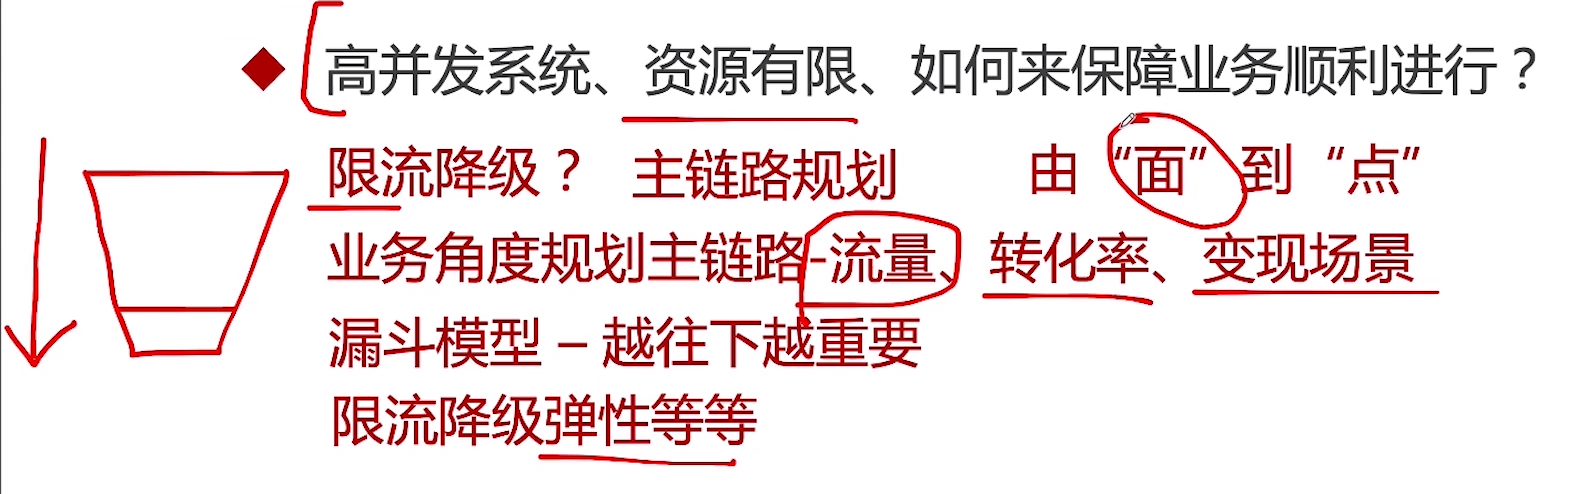 高并发系统、资源有限、如何来保障业务顺利进行？
限流降级？ 主链路规划 由“面”到“点”
业务角度规划主链路-流量、转化率、变现场景
漏斗模型 – 越往下越重要
限流降级弹性等等